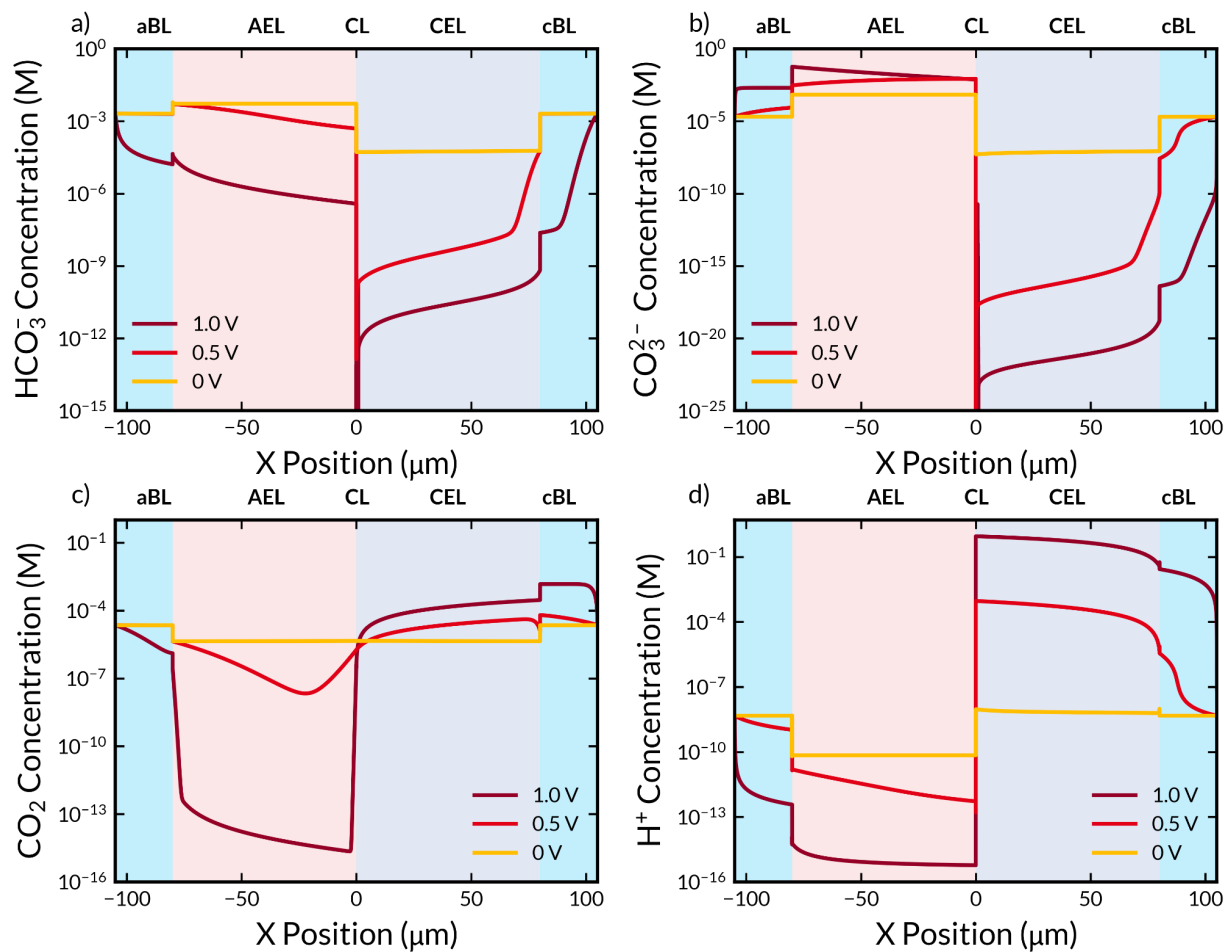 a) aBL AEL CL CEL cBL
10⁰
10⁻³
10⁻⁶
10⁻⁹
10⁻¹²
10⁻¹⁵
HCO₃⁻ Concentration (M)
1.0 V
0.5 V
0 V
−100 −50 0 50 100
X Position (μm)
b) aBL AEL CL CEL cBL
10⁰
10⁻⁵
10⁻¹⁰
10⁻¹⁵
10⁻²⁰
10⁻²⁵
CO₃²⁻ Concentration (M)
1.0 V
0.5 V
0 V
−100 −50 0 50 100
X Position (μm)
c) aBL AEL CL CEL cBL
10⁻¹
10⁻⁴
10⁻⁷
10⁻¹⁰
10⁻¹³
10⁻¹⁶
CO₂ Concentration (M)
1.0 V
0.5 V
0 V
−100 −50 0 50 100
X Position (μm)
d) aBL AEL CL CEL cBL
10⁻¹
10⁻⁴
10⁻⁷
10⁻¹⁰
10⁻¹³
10⁻¹⁶
H⁺ Concentration (M)
1.0 V
0.5 V
0 V
−100 −50 0 50 100
X Position (μm)